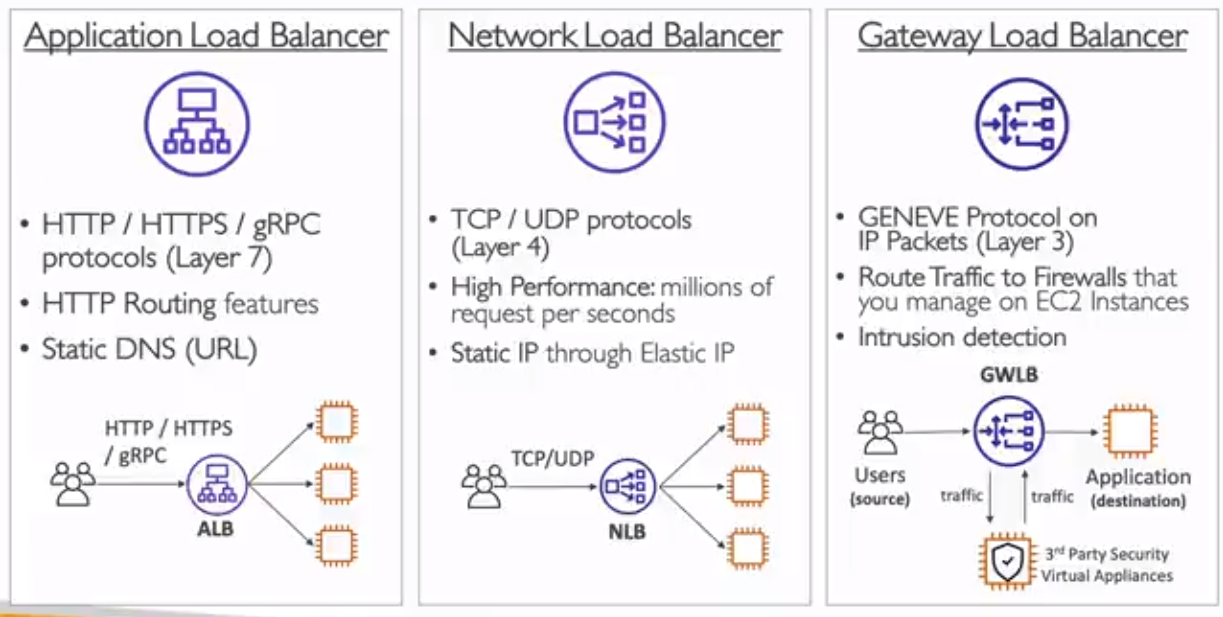 Application Load Balancer
• HTTP / HTTPS / gRPC
protocols (Layer 7)
• HTTP Routing features
• Static DNS (URL)
HTTP / HTTPS
/ gRPC
ALB
Network Load Balancer
• TCP / UDP protocols
(Layer 4)
• High Performance: millions of
request per seconds
• Static IP through Elastic IP
TCP/UDP
NLB
Gateway Load Balancer
• GENEVE Protocol on
IP Packets (Layer 3)
• Route Traffic to Firewalls that
you manage on EC2 Instances
• Intrusion detection
GWLB
Users
(source)
traffic
traffic
Application
(destination)
3rd Party Security
Virtual Appliances